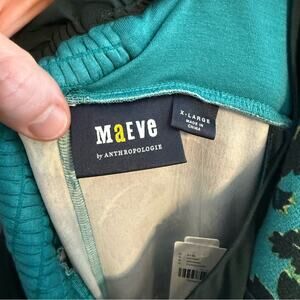 MaEVe
by ANTHROPOLOGIE
X-LARGE
MADE IN
CHINA